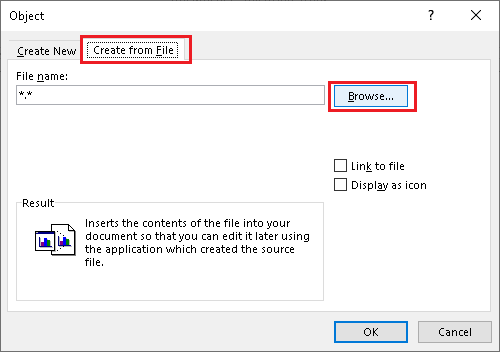 Object
?
Create New
Create from File
File name:
*.*
Browse...
Link to file
Display as icon
Result
Inserts the contents of the file into your
document so that you can edit it later using
the application which created the source
file.
OK
Cancel